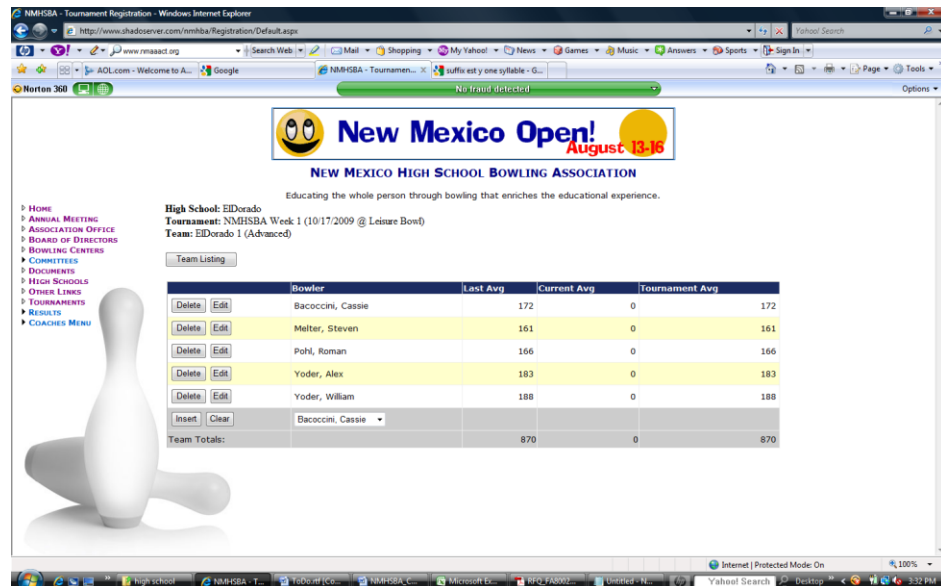 NMHSBA - Tournament Registration - Windows Internet Explorer
http://www.shadoserver.com/nmhba/Registration/Default.aspx Yahoo! Search
www.nmaaact.org Search Web Mail Shopping My Yahoo! News Games Music Answers Sports Sign In
AOL.com - Welcome to A... Google NMHSBA - Tournamen... X suffix est y one syllable - G... Page Tools
Norton 360 No fraud detected Options
New Mexico Open!
August 13-16
NEW MEXICO HIGH SCHOOL BOWLING ASSOCIATION
Educating the whole person through bowling that enriches the educational experience.
HOME
ANNUAL MEETING
ASSOCIATION OFFICE
BOARD OF DIRECTORS
BOWLING CENTERS
COMMITTEES
DOCUMENTS
HIGH SCHOOLS
OTHER LINKS
TOURNAMENTS
RESULTS
COACHES MENU
High School: ElDorado
Tournament: NMHSBA Week 1 (10/17/2009 @ Leisure Bowl)
Team: ElDorado 1 (Advanced)
Team Listing
Bowler Last Avg Current Avg Tournament Avg
Delete Edit Bacoccini, Cassie 172 0 172
Delete Edit Melter, Steven 161 0 161
Delete Edit Pohl, Roman 166 0 166
Delete Edit Yoder, Alex 183 0 183
Delete Edit Yoder, William 188 0 188
Insert Clear Bacoccini, Cassie
Team Totals: 870 0 870
Internet | Protected Mode: On 100%
high school NMHSBA - T... ToDo.rtf [Co... NMHSBA_C... Microsoft Ex... RFQ_FA8002... Untitled - N... Yahoo! Search Desktop 3:32 PM